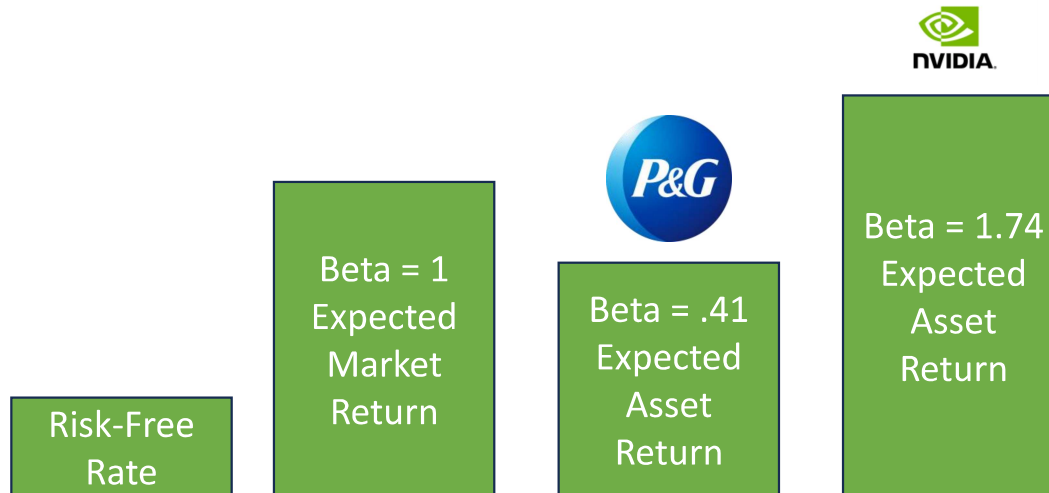 Risk-Free
Rate
Beta = 1
Expected
Market
Return
P&G
Beta = .41
Expected
Asset
Return
NVIDIA.
Beta = 1.74
Expected
Asset
Return